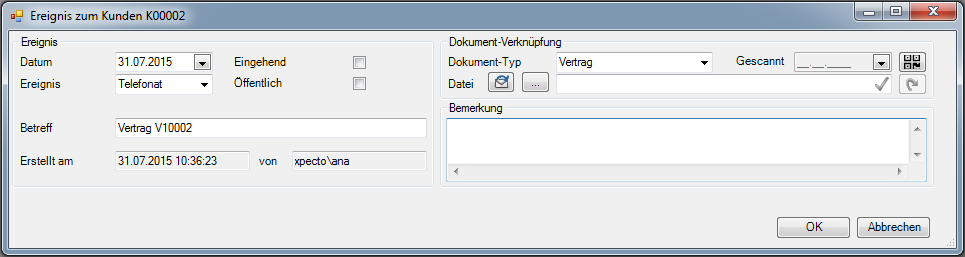 Ereignis zum Kunden K00002
Ereignis
Datum 31.07.2015 Eingehend
Ereignis Telefonat Öffentlich
Betreff Vertrag V10002
Erstellt am 31.07.2015 10:36:23 von xpecto\ana
Dokument-Verknüpfung
Dokument-Typ Vertrag Gescannt __.__.____
Datei ...
Bemerkung
OK Abbrechen